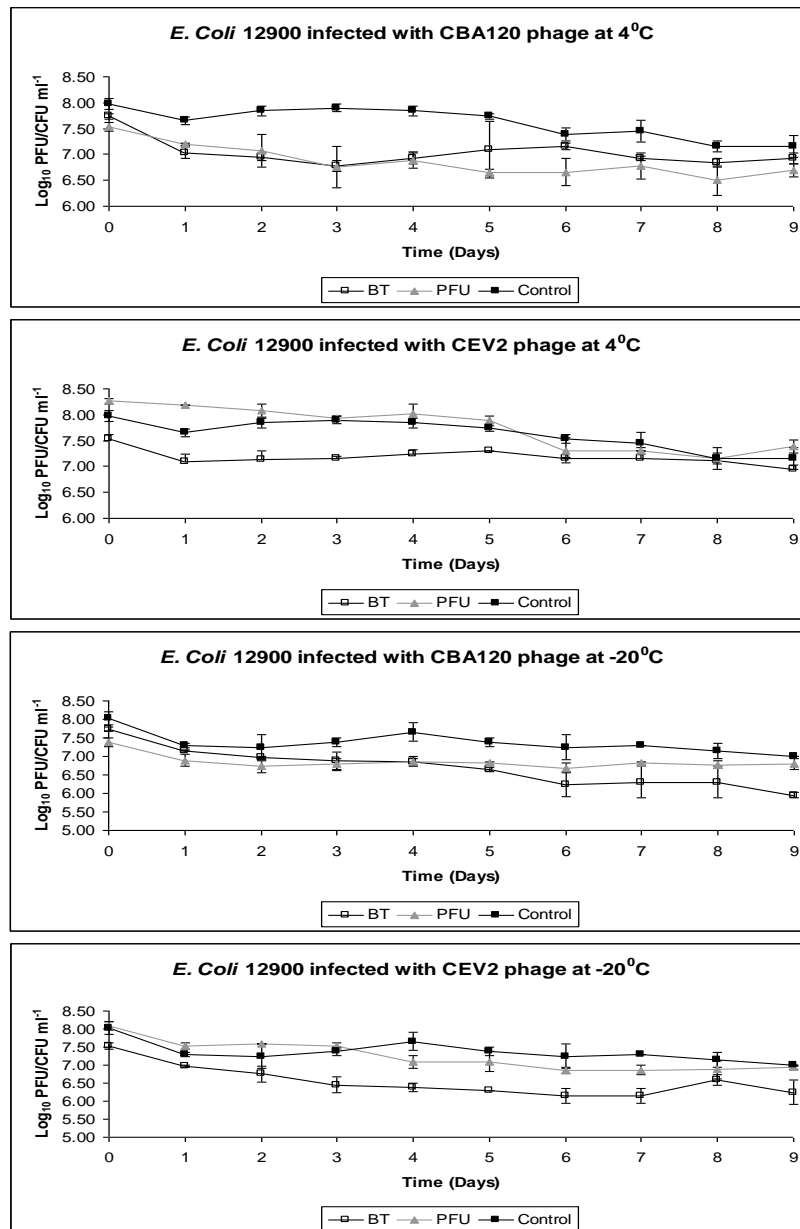 E. Coli 12900 infected with CBA120 phage at 4⁰C
Log₁₀ PFU/CFU ml⁻¹
8.50
8.00
7.50
7.00
6.50
6.00
0 1 2 3 4 5 6 7 8 9
Time (Days)
BT PFU Control
E. Coli 12900 infected with CEV2 phage at 4⁰C
Log₁₀ PFU/CFU ml⁻¹
8.50
8.00
7.50
7.00
6.50
6.00
0 1 2 3 4 5 6 7 8 9
Time (Days)
BT PFU Control
E. Coli 12900 infected with CBA120 phage at -20⁰C
Log₁₀ PFU/CFU ml⁻¹
8.50
8.00
7.50
7.00
6.50
6.00
5.50
5.00
0 1 2 3 4 5 6 7 8 9
Time (Days)
BT PFU Control
E. Coli 12900 infected with CEV2 phage at -20⁰C
Log₁₀ PFU/CFU ml⁻¹
8.50
8.00
7.50
7.00
6.50
6.00
5.50
5.00
0 1 2 3 4 5 6 7 8 9
Time (Days)
BT PFU Control